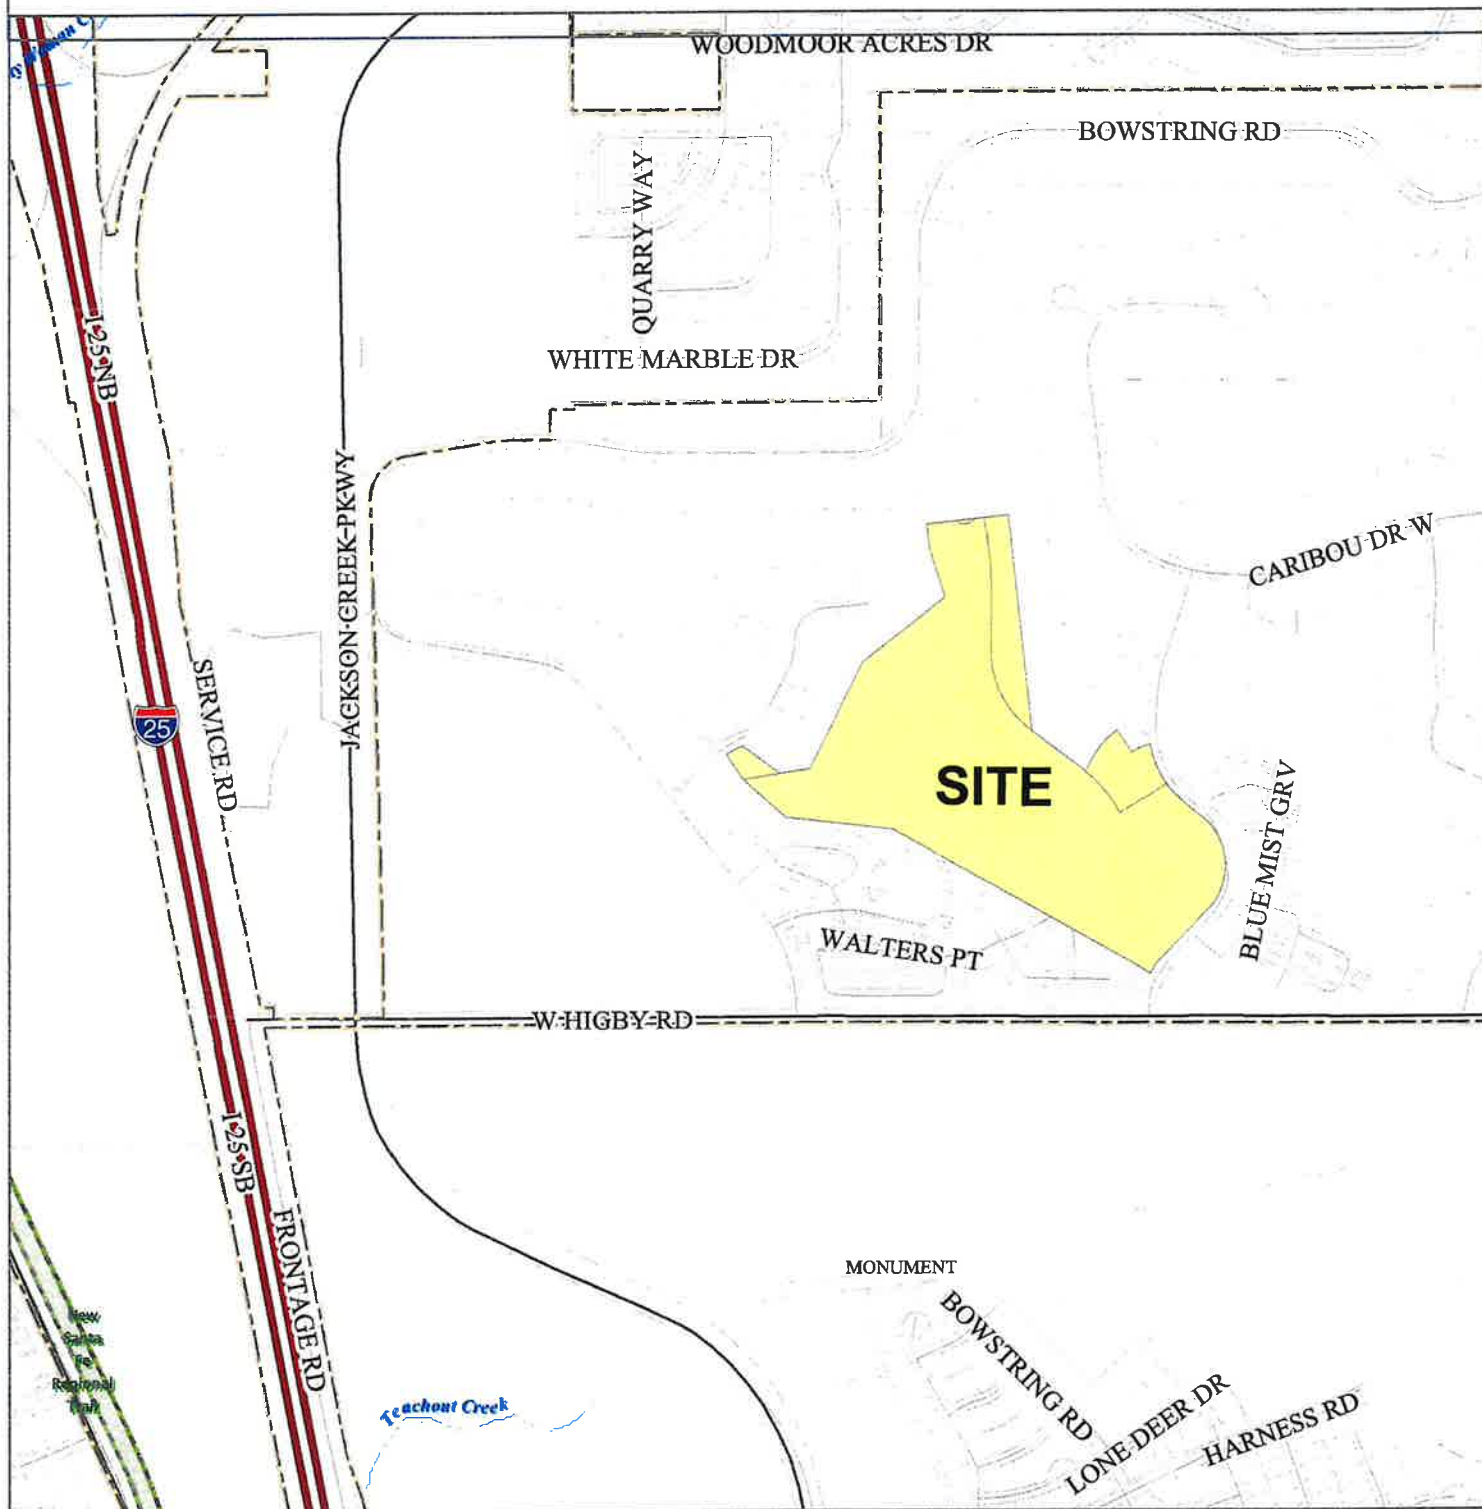 WOODMOOR ACRES DR
BOWSTRING RD
QUARRY WAY
WHITE MARBLE DR
I-25 NB
JACKSON CREEK PKWY
CARIBOU DR W
SERVICE RD
25
SITE
BLUE MIST GRV
WALTERS PT
W HIGBY RD
I-25 SB
FRONTAGE RD
MONUMENT
BOWSTRING RD
LONE DEER DR
HARNESS RD
Teachout Creek
New
Santa
Fe
Regional
Trail